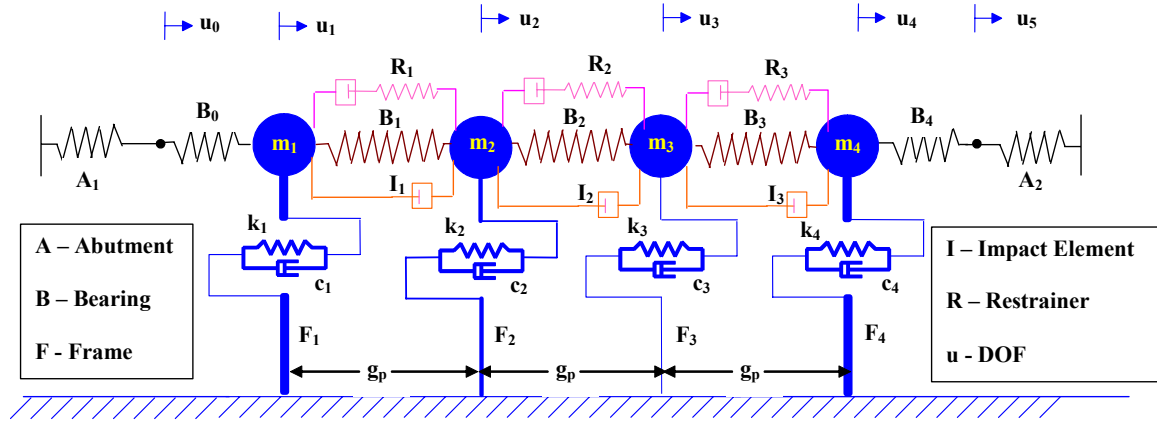 u₀ u₁ u₂ u₃ u₄ u₅
R₁ R₂ R₃
B₀ B₁ B₂ B₃ B₄
m₁ m₂ m₃ m₄
A₁ A₂
I₁ I₂ I₃
k₁ k₂ k₃ k₄
c₁ c₂ c₃ c₄
A – Abutment
B – Bearing
F - Frame
I – Impact Element
R – Restrainer
u - DOF
F₁ F₂ F₃ F₄
gₚ gₚ gₚ